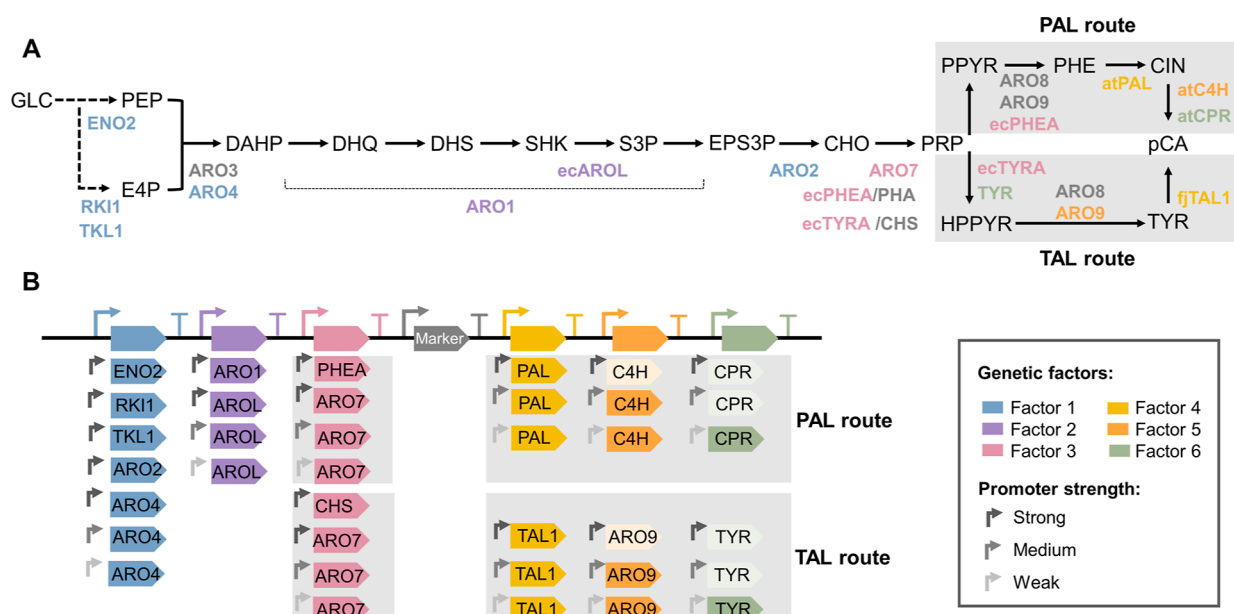 A
PAL route
GLC PEP
ENO2
E4P
RKI1
TKL1
DAHP DHQ DHS SHK S3P EPS3P CHO PRP
ARO3
ARO4
ecAROL
ARO1
ARO2
ARO7
ecPHEA/PHA
ecTYRA /CHS
PPYR PHE CIN
ARO8
ARO9
ecPHEA
atPAL
atC4H
atCPR
pCA
ecTYRA
TYR
ARO8
ARO9
fjTAL1
HPPYR TYR
TAL route
B
Marker
ENO2 ARO1 PHEA PAL C4H CPR
RKI1 AROL ARO7 PAL C4H CPR
TKL1 AROL ARO7 PAL C4H CPR
ARO2 AROL ARO7
PAL route
ARO4 CHS
ARO4 ARO7 TAL1 ARO9 TYR
ARO4 ARO7 TAL1 ARO9 TYR
ARO7 TAL1 ARO9 TYR
TAL route
Genetic factors:
Factor 1 Factor 4
Factor 2 Factor 5
Factor 3 Factor 6
Promoter strength:
Strong
Medium
Weak